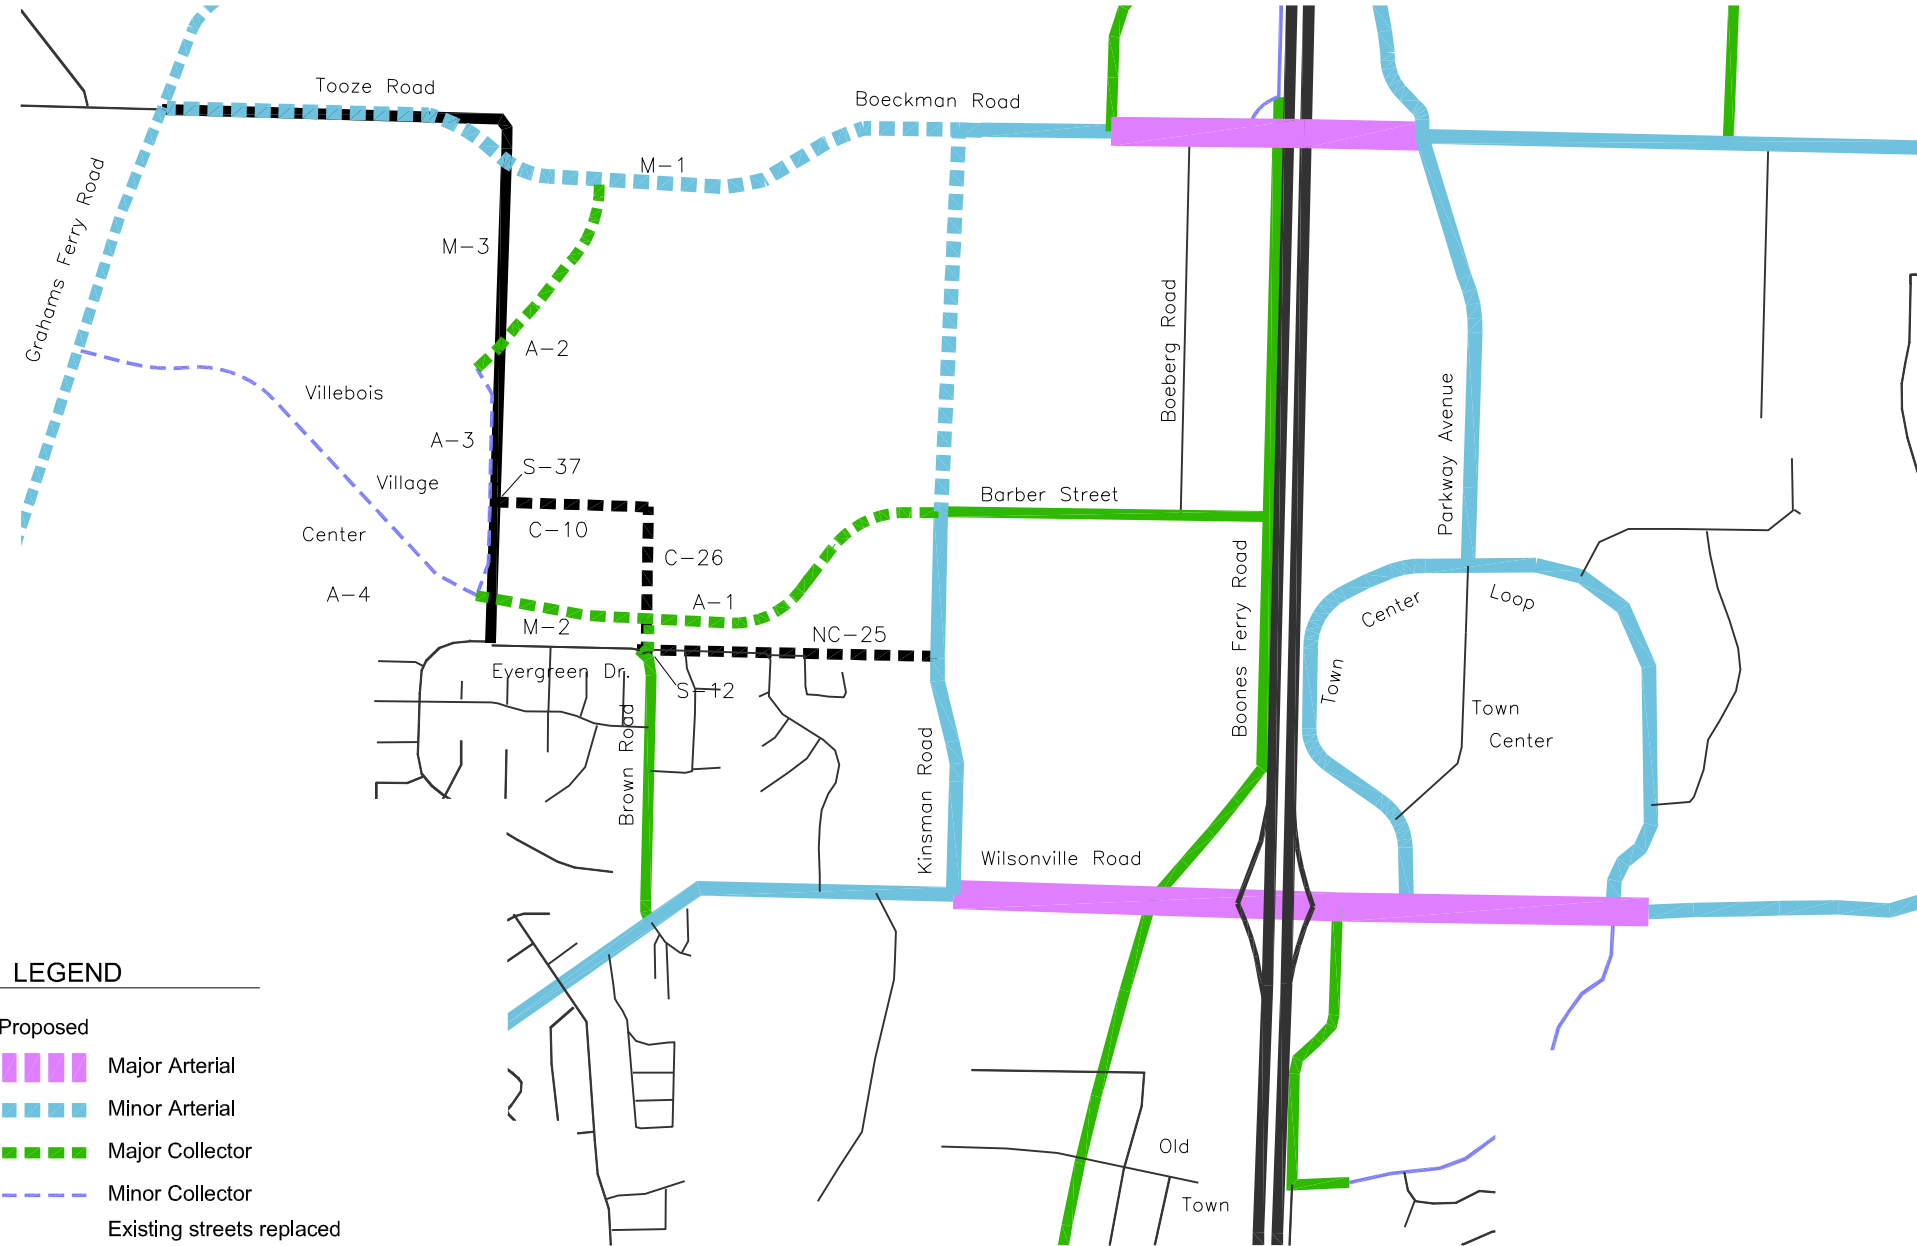 Tooze Road
Boeckman Road
M-1
Grahams Ferry Road
M-3
A-2
Boeberg Road
Villebois
A-3
Parkway Avenue
S-37
Village
Barber Street
C-10
Center
C-26
A-4
A-1
Boones Ferry Road
Center
Loop
M-2
NC-25
Evergreen Dr.
S-12
Town
Town
Center
Brown Road
Kinsman Road
Wilsonville Road
LEGEND
Proposed
Major Arterial
Minor Arterial
Major Collector
Minor Collector
Existing streets replaced
Old
Town